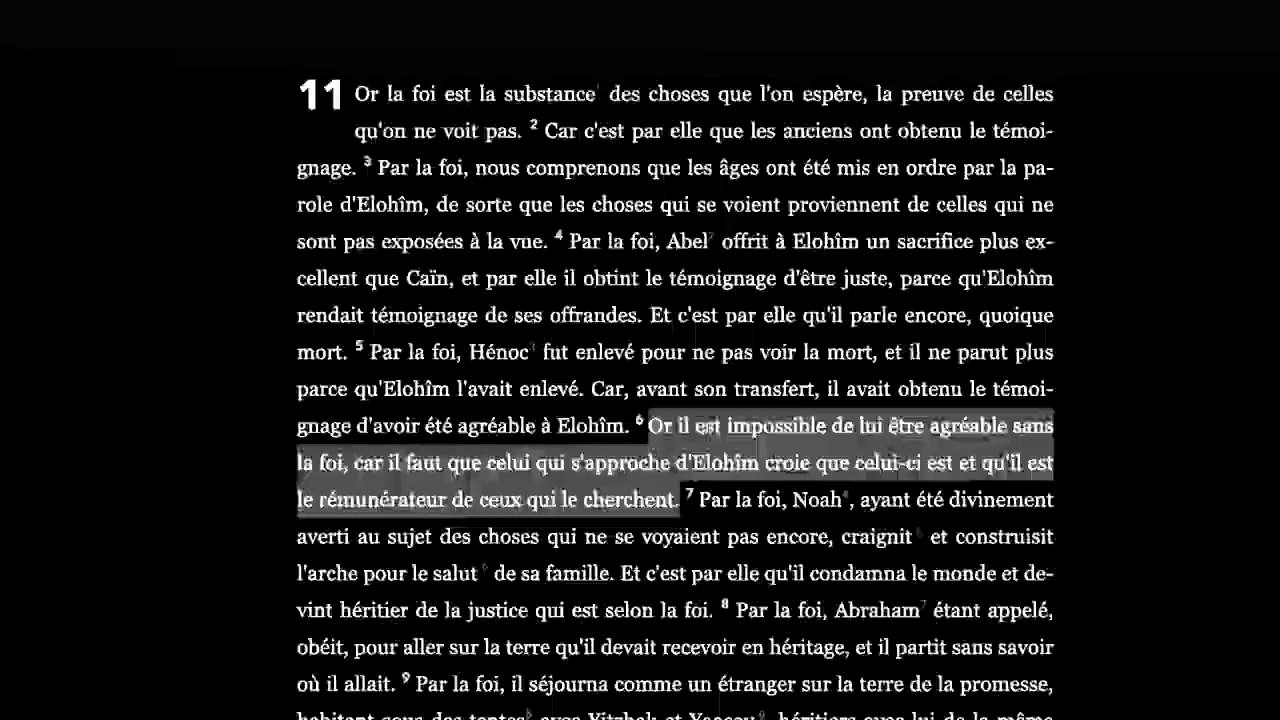 11 Or la foi est la substance des choses que l'on espère, la preuve de celles
qu'on ne voit pas. 2 Car c'est par elle que les anciens ont obtenu le témoi-
gnage. 3 Par la foi, nous comprenons que les âges ont été mis en ordre par la pa-
role d'Elohîm, de sorte que les choses qui se voient proviennent de celles qui ne
sont pas exposées à la vue. 4 Par la foi, Abel offrit à Elohîm un sacrifice plus ex-
cellent que Caïn, et par elle il obtint le témoignage d'être juste, parce qu'Elohîm
rendait témoignage de ses offrandes. Et c'est par elle qu'il parle encore, quoique
mort. 5 Par la foi, Hénoc fut enlevé pour ne pas voir la mort, et il ne parut plus
parce qu'Elohîm l'avait enlevé. Car, avant son transfert, il avait obtenu le témoi-
gnage d'avoir été agréable à Elohîm. 6 Or il est impossible de lui être agréable sans
la foi, car il faut que celui qui s'approche d'Elohîm croie que celui-ci est et qu'il est
le rémunérateur de ceux qui le cherchent. 7 Par la foi, Noah, ayant été divinement
averti au sujet des choses qui ne se voyaient pas encore, craignit et construisit
l'arche pour le salut de sa famille. Et c'est par elle qu'il condamna le monde et de-
vint héritier de la justice qui est selon la foi. 8 Par la foi, Abraham étant appelé,
obéit, pour aller sur la terre qu'il devait recevoir en héritage, et il partit sans savoir
où il allait. 9 Par la foi, il séjourna comme un étranger sur la terre de la promesse,
habitant sous des tentes avec Yitzhak et Yaacov, héritiers avec lui de la même